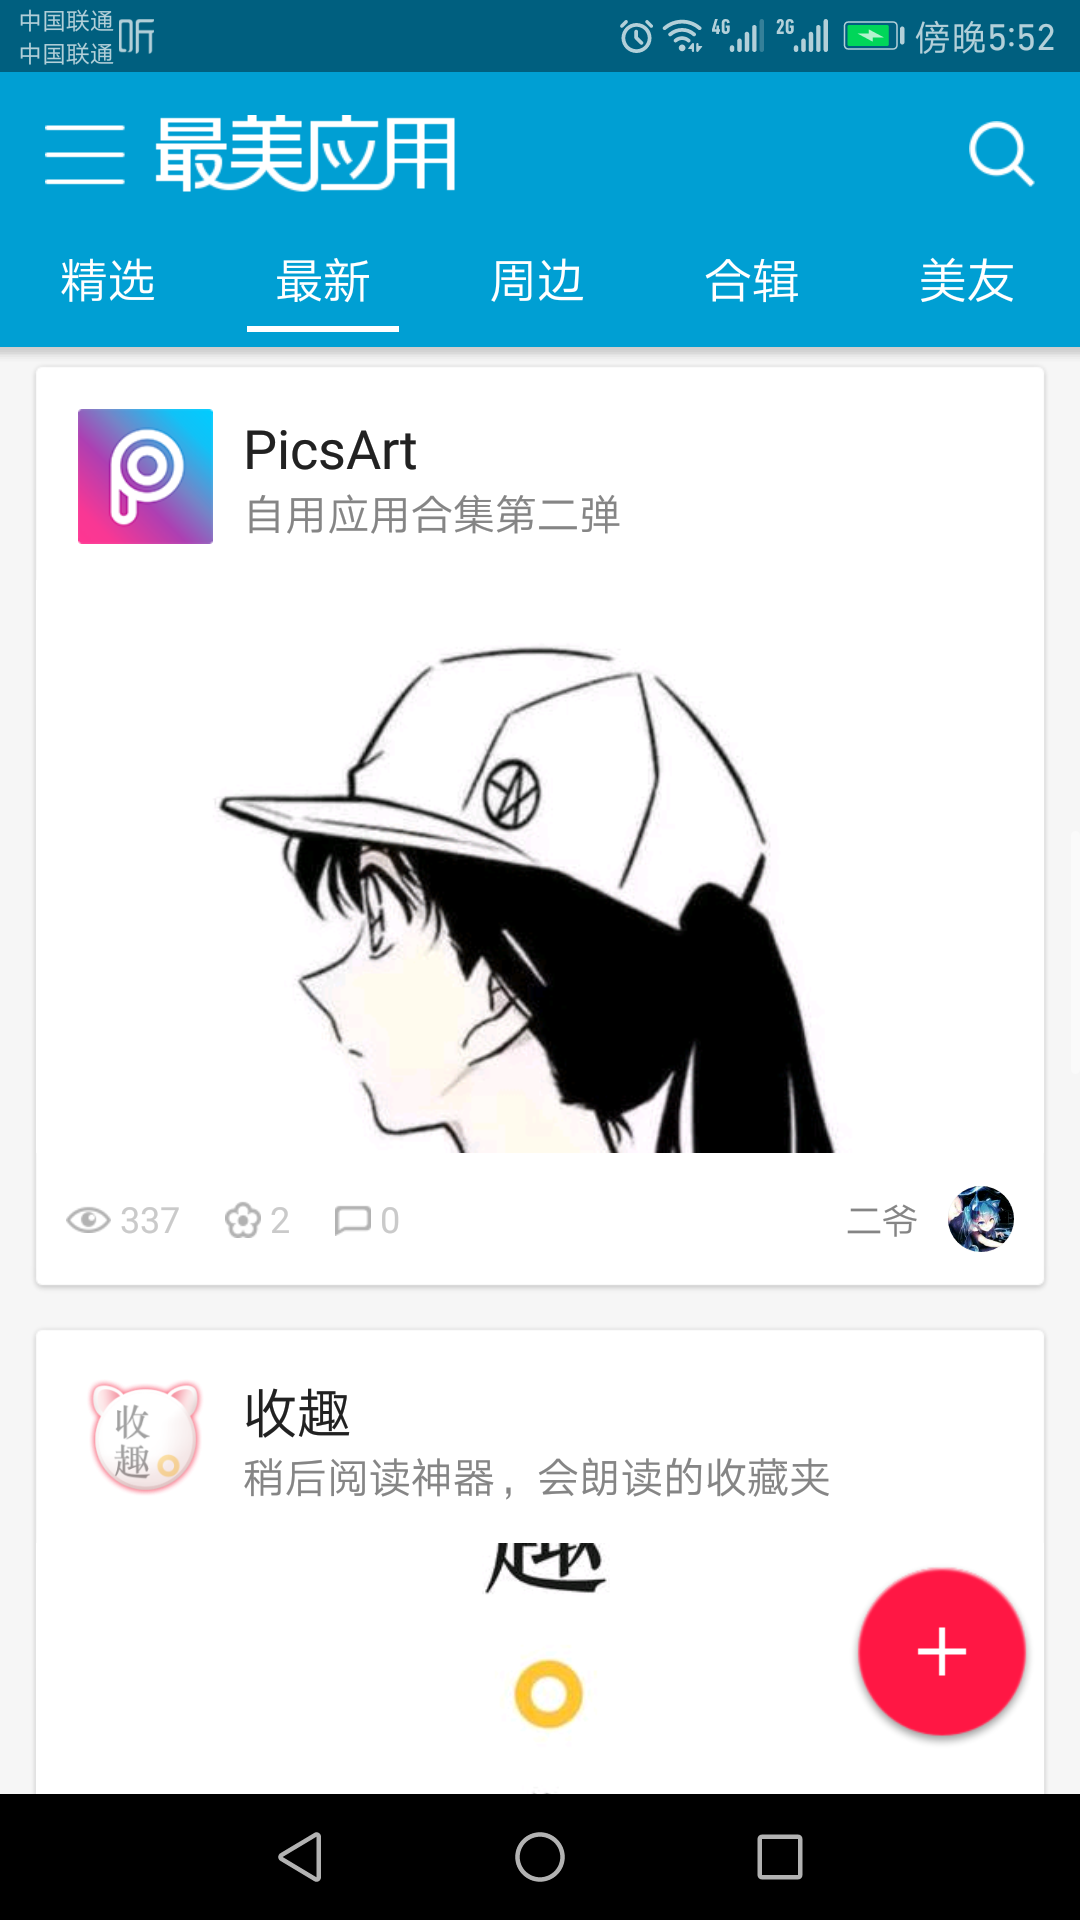 中国联通
中国联通
听
4G
2G
傍晚5:52
最美应用
精选 最新 周边 合辑 美友
PicsArt
自用应用合集第二弹
337 2 0 二爷
收趣
收趣
稍后阅读神器，会朗读的收藏夹
趣